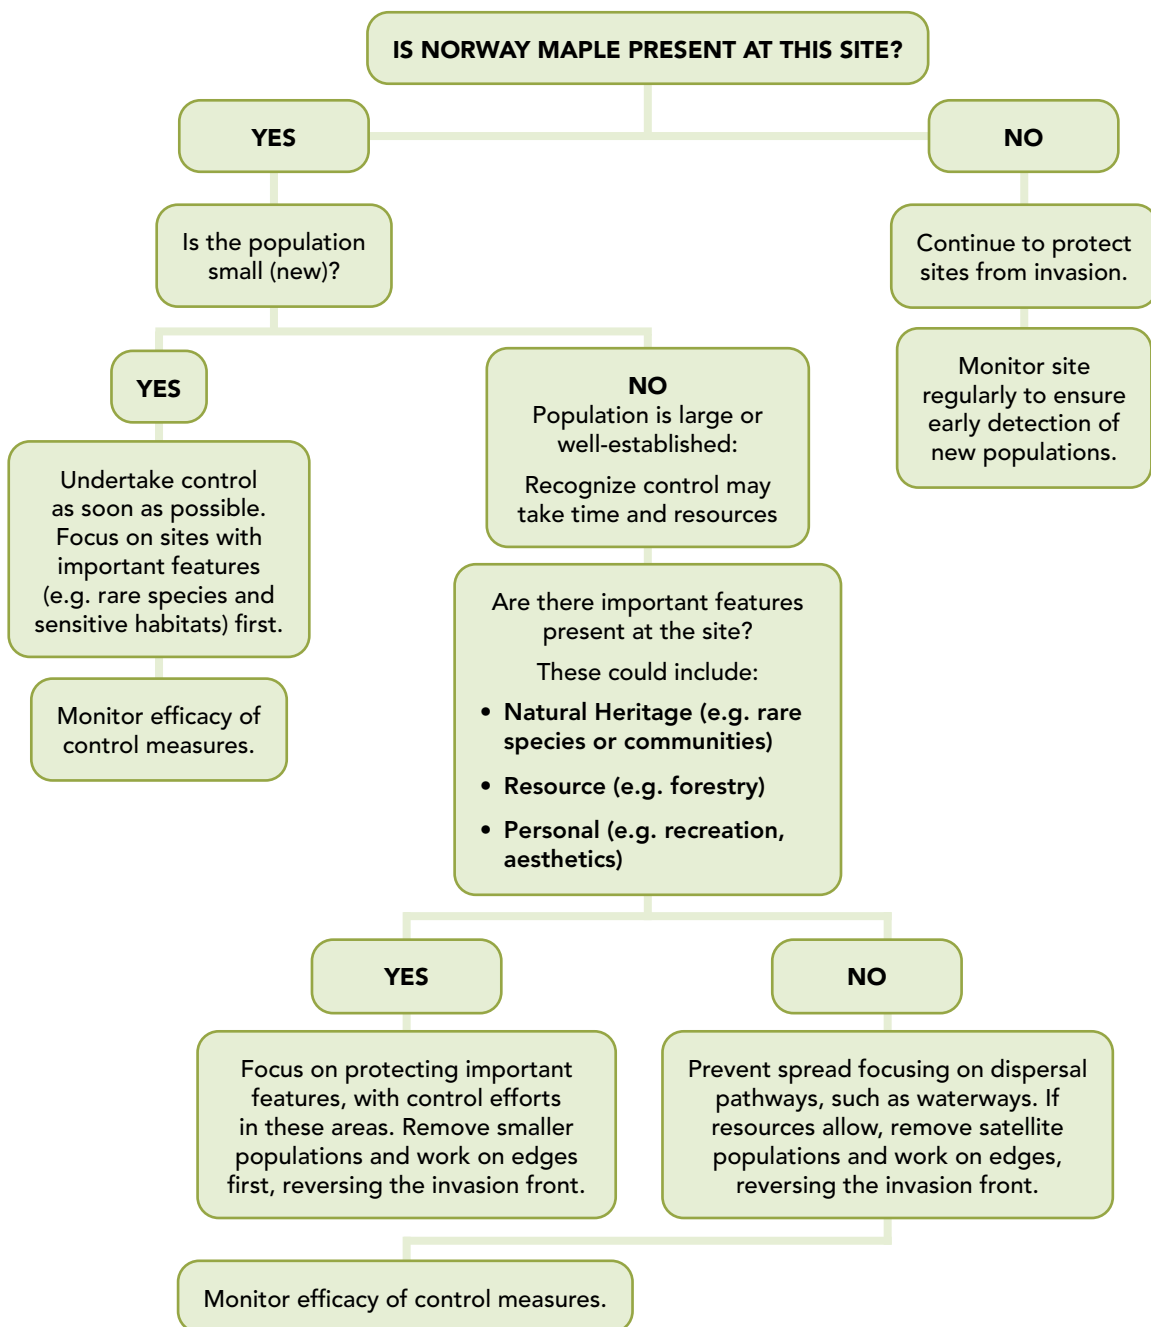 IS NORWAY MAPLE PRESENT AT THIS SITE?
YES
NO
Is the population
small (new)?
Continue to protect
sites from invasion.
Monitor site
regularly to ensure
early detection of
new populations.
YES
NO
Population is large or
well-established:
Recognize control may
take time and resources
Undertake control
as soon as possible.
Focus on sites with
important features
(e.g. rare species and
sensitive habitats) first.
Monitor efficacy of
control measures.
Are there important features
present at the site?
These could include:
• Natural Heritage (e.g. rare
species or communities)
• Resource (e.g. forestry)
• Personal (e.g. recreation,
aesthetics)
YES
NO
Focus on protecting important
features, with control efforts
in these areas. Remove smaller
populations and work on edges
first, reversing the invasion front.
Prevent spread focusing on dispersal
pathways, such as waterways. If
resources allow, remove satellite
populations and work on edges,
reversing the invasion front.
Monitor efficacy of control measures.